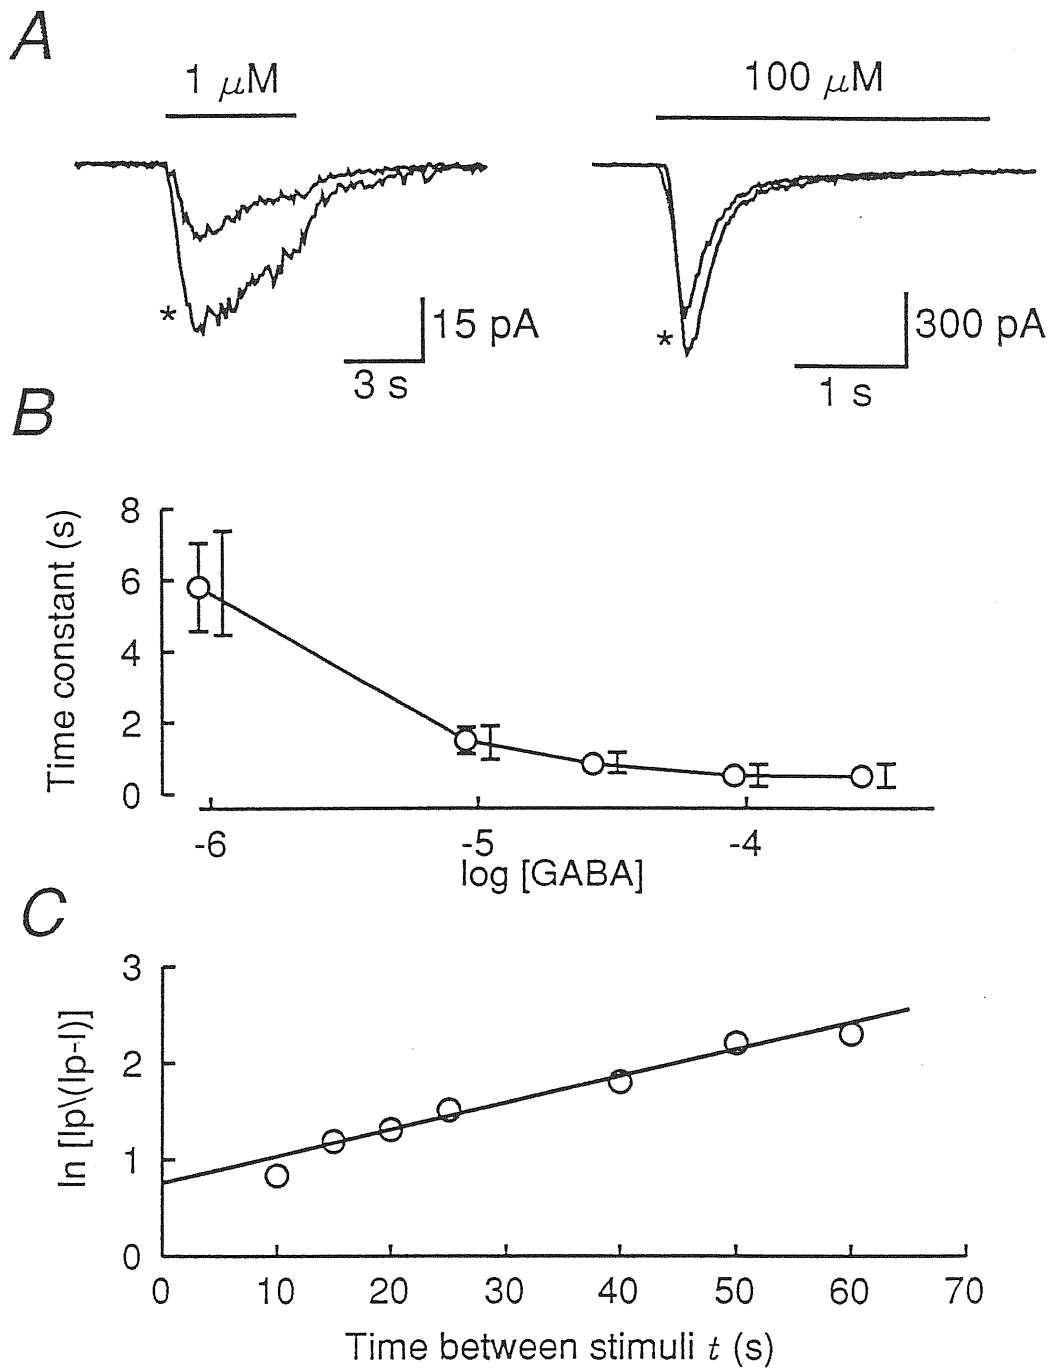 A
1 μM
100 μM
*
15 pA
3 s
*
300 pA
1 s
B
Time constant (s)
8
6
4
2
0
-6
-5
-4
log [GABA]
C
ln [Ip\(Ip-I)]
3
2
1
0
0
10
20
30
40
50
60
70
Time between stimuli t (s)